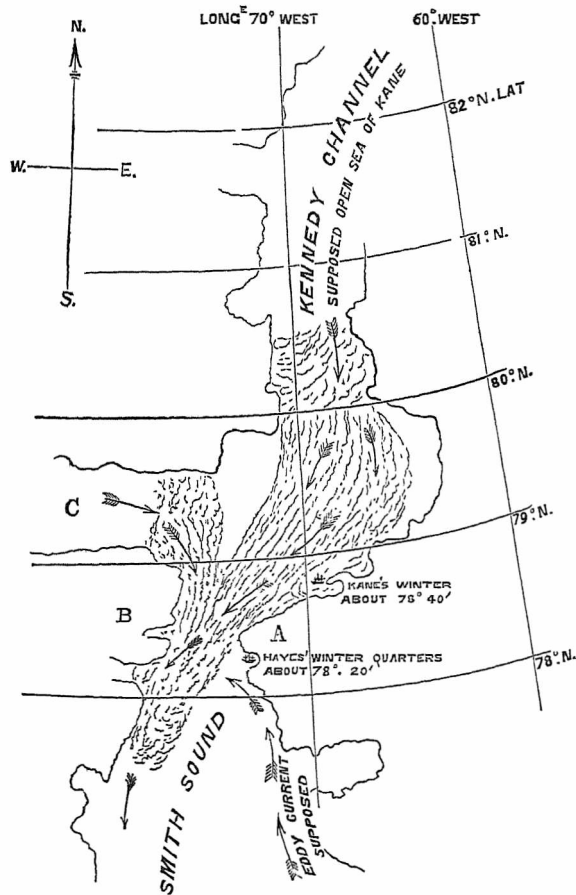 LONGᴱ 70° WEST
60° WEST
N.
W.
E.
S.
82°N. LAT
KENNEDY CHANNEL
SUPPOSED OPEN SEA OF KANE
81°N.
80°N.
C
79°N.
KANE'S WINTER
ABOUT 78° 40'
B
A
HAYES' WINTER QUARTERS
ABOUT 78°. 20'
78°N.
SMITH SOUND
EDDY CURRENT
SUPPOSED